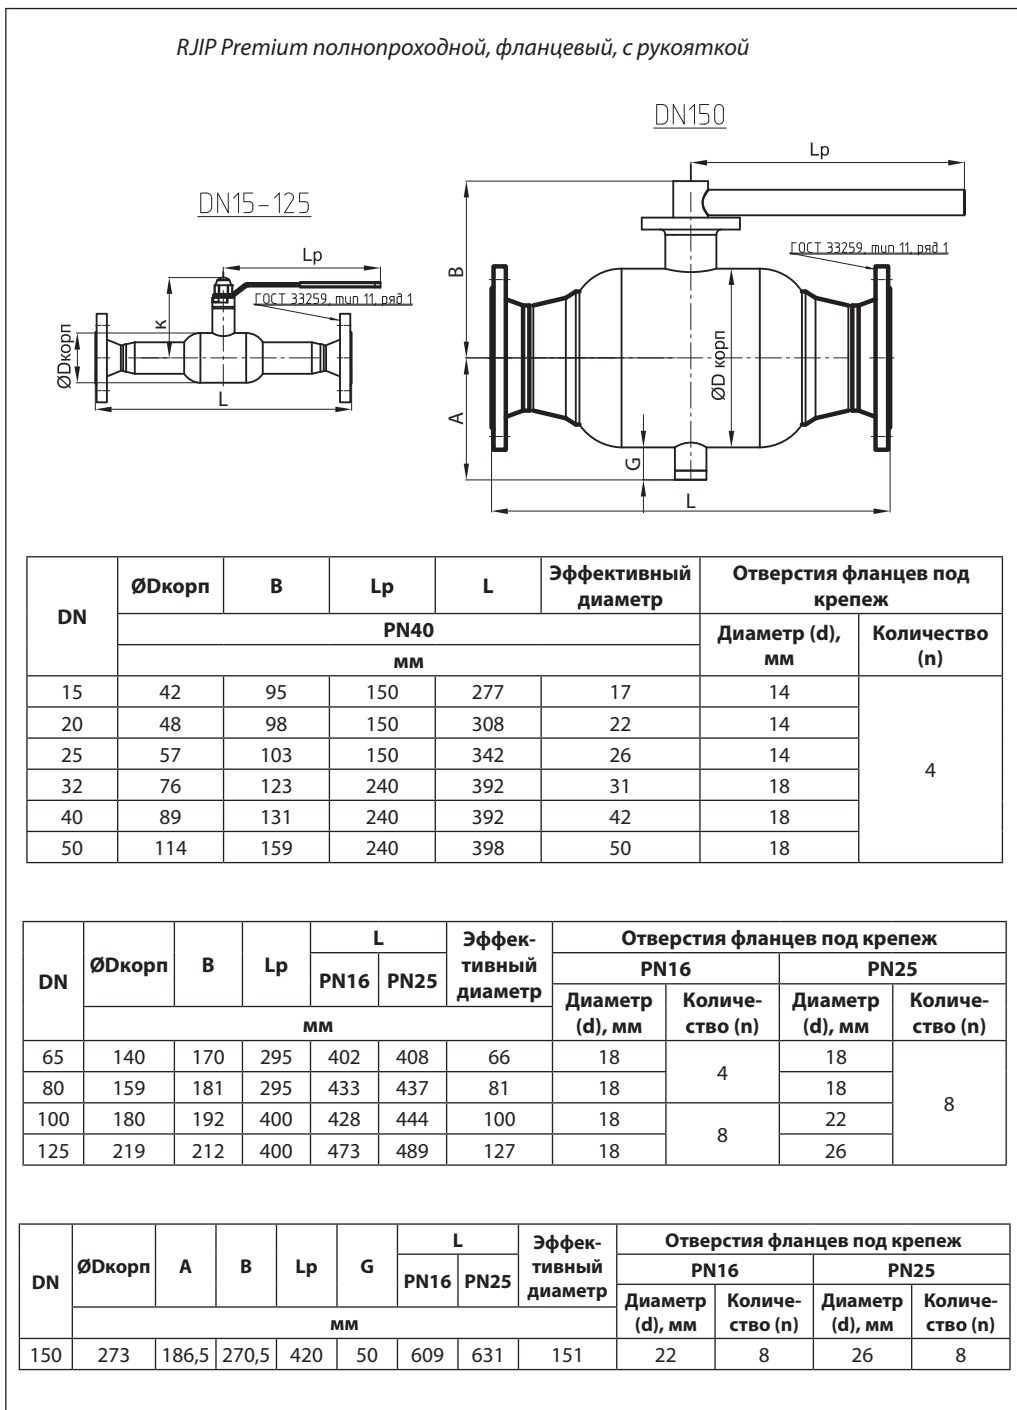 RJIP Premium полнопроходной, фланцевый, с рукояткой
DN150
Lp
DN15-125
Lp
ГОСТ 33259, тип 11, ряд 1
B
ГОСТ 33259, тип 11, ряд 1
к
ØDкорп
ØD корп
L
A
G
L
DN ØDкорп B Lp L Эффективный диаметр Отверстия фланцев под крепеж
PN40 Диаметр (d), мм Количество (n)
мм
15 42 95 150 277 17 14 4
20 48 98 150 308 22 14
25 57 103 150 342 26 14
32 76 123 240 392 31 18
40 89 131 240 392 42 18
50 114 159 240 398 50 18
DN ØDкорп B Lp L Эффек-тивный диаметр Отверстия фланцев под крепеж
PN16 PN25 PN16 PN25
мм Диаметр (d), мм Количе-ство (n) Диаметр (d), мм Количе-ство (n)
65 140 170 295 402 408 66 18 4 18 8
80 159 181 295 433 437 81 18 18
100 180 192 400 428 444 100 18 8 22
125 219 212 400 473 489 127 18 26
DN ØDкорп A B Lp G L Эффек-тивный диаметр Отверстия фланцев под крепеж
PN16 PN25 PN16 PN25
мм Диаметр (d), мм Количе-ство (n) Диаметр (d), мм Количе-ство (n)
150 273 186,5 270,5 420 50 609 631 151 22 8 26 8